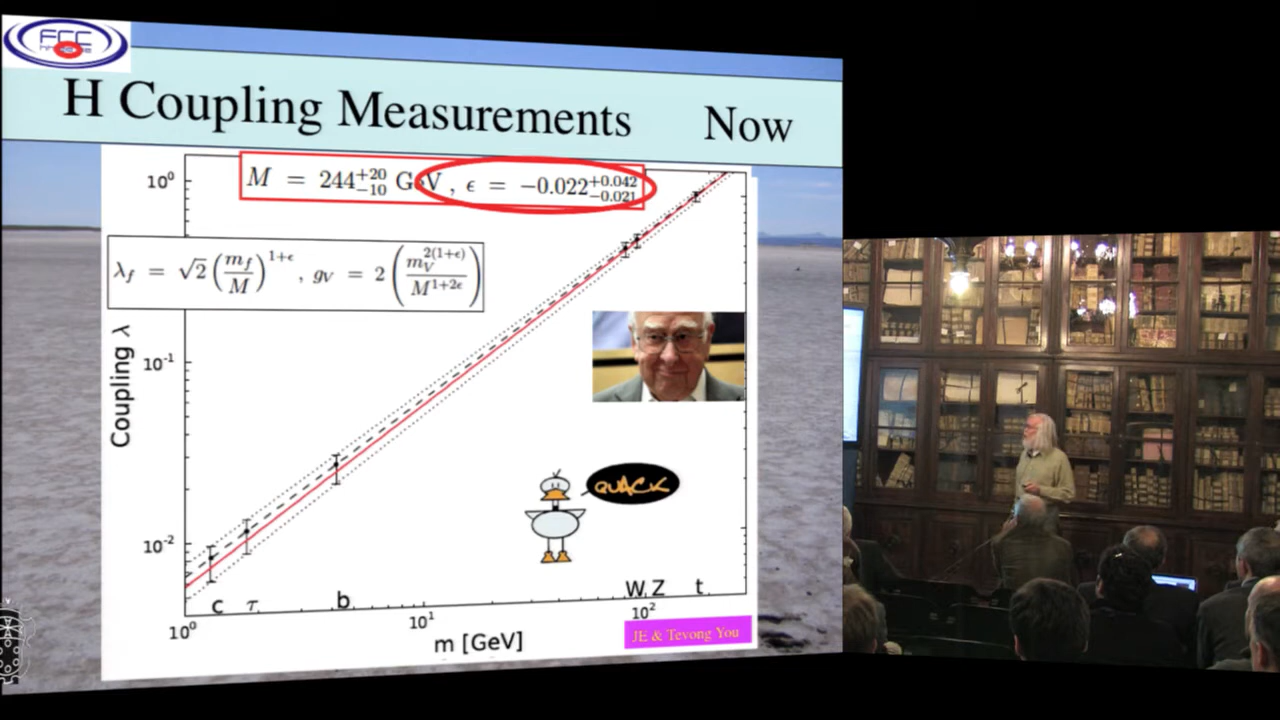 FCC
H Coupling Measurements Now
M = 244^{+20}_{-10} GeV , ϵ = −0.022^{+0.042}_{−0.021}
λ_f = √2 (m_f/M)^{1+ϵ} , g_V = 2 (m_V^{2(1+ϵ)}/M^{1+2ϵ})
10^0
10^{-1}
10^{-2}
Coupling λ
QUACK
c τ b W Z t
10^0 10^1 10^2
m [GeV]
JE & Tevong You